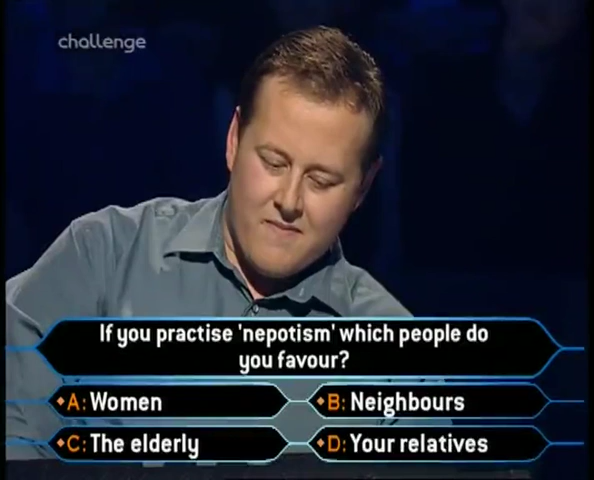 challenge
If you practise 'nepotism' which people do
you favour?
A: Women
B: Neighbours
C: The elderly
D: Your relatives